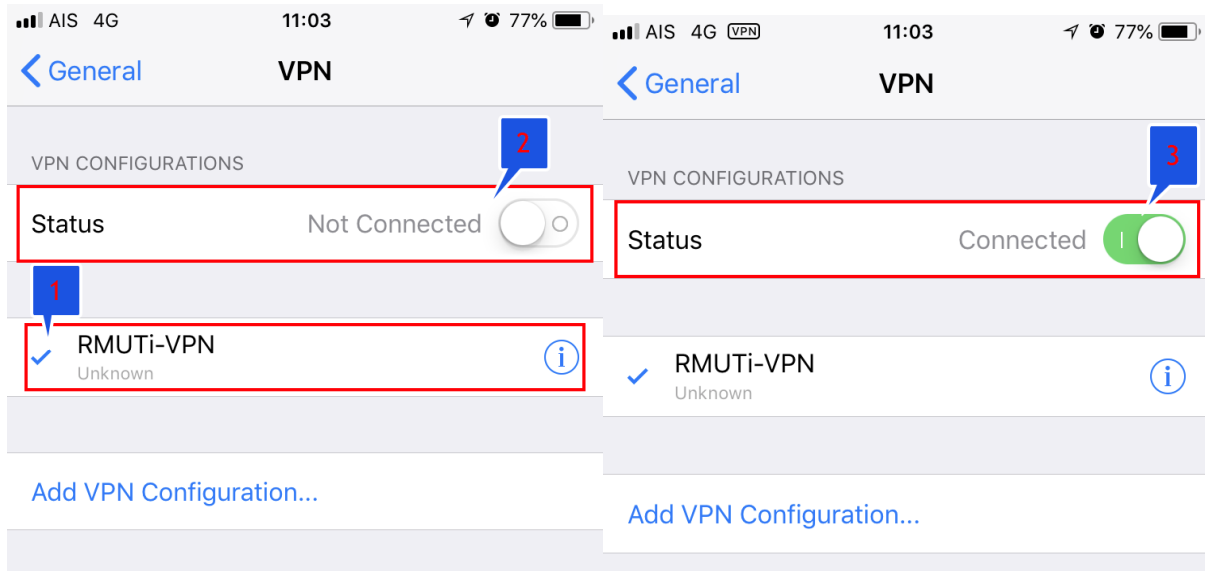 AIS 4G 11:03 77%
General VPN
VPN CONFIGURATIONS
2
Status Not Connected
1
RMUTi-VPN
Unknown
Add VPN Configuration...
AIS 4G VPN 11:03 77%
General VPN
VPN CONFIGURATIONS
3
Status Connected
RMUTi-VPN
Unknown
Add VPN Configuration...